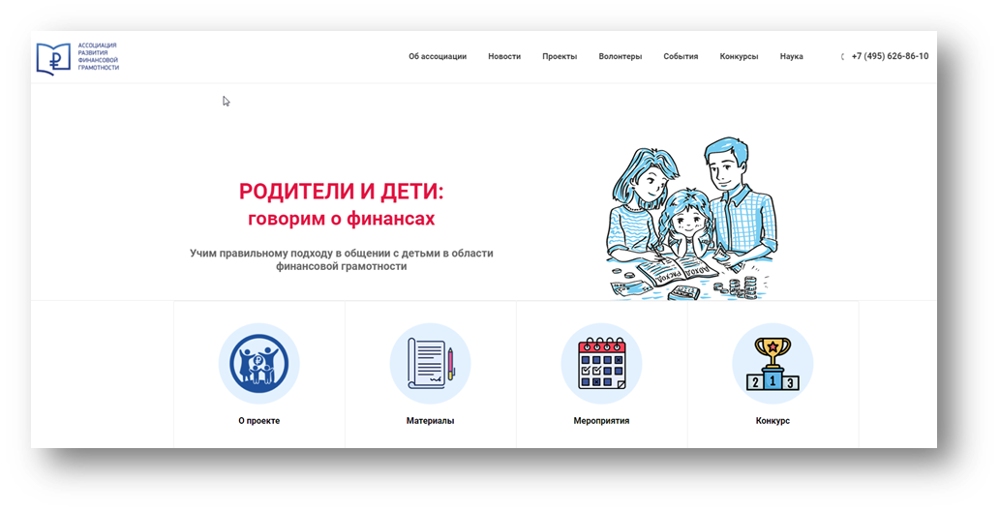 АССОЦИАЦИЯ
РАЗВИТИЯ
ФИНАНСОВОЙ
ГРАМОТНОСТИ
Об ассоциации Новости Проекты Волонтеры События Конкурсы Наука +7 (495) 626-86-10
РОДИТЕЛИ И ДЕТИ:
говорим о финансах
Учим правильному подходу в общении с детьми в области
финансовой грамотности
ДОХОД РАСХОД
2 1 3
О проекте Материалы Мероприятия Конкурс